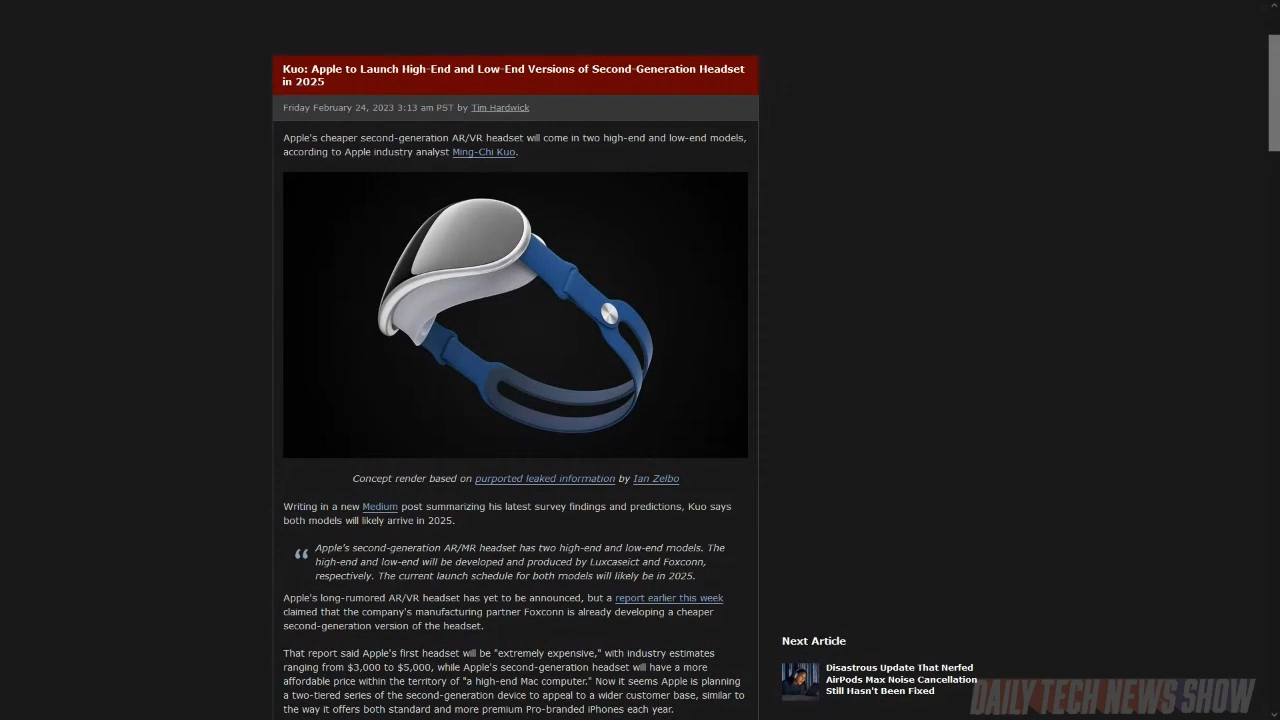 Kuo: Apple to Launch High-End and Low-End Versions of Second-Generation Headset
in 2025
Friday February 24, 2023 3:13 am PST by Tim Hardwick
Apple's cheaper second-generation AR/VR headset will come in two high-end and low-end models,
according to Apple industry analyst Ming-Chi Kuo.
Concept render based on purported leaked information by Ian Zelbo
Writing in a new Medium post summarizing his latest survey findings and predictions, Kuo says
both models will likely arrive in 2025.
“ Apple's second-generation AR/MR headset has two high-end and low-end models. The
high-end and low-end will be developed and produced by Luxcaseict and Foxconn,
respectively. The current launch schedule for both models will likely be in 2025.
Apple's long-rumored AR/VR headset has yet to be announced, but a report earlier this week
claimed that the company's manufacturing partner Foxconn is already developing a cheaper
second-generation version of the headset.
That report said Apple's first headset will be "extremely expensive," with industry estimates
ranging from $3,000 to $5,000, while Apple's second-generation headset will have a more
affordable price within the territory of "a high-end Mac computer." Now it seems Apple is planning
a two-tiered series of the second-generation device to appeal to a wider customer base, similar to
the way it offers both standard and more premium Pro-branded iPhones each year.
Next Article
Disastrous Update That Nerfed
AirPods Max Noise Cancellation
Still Hasn't Been Fixed
DAILY TECH NEWS SHOW